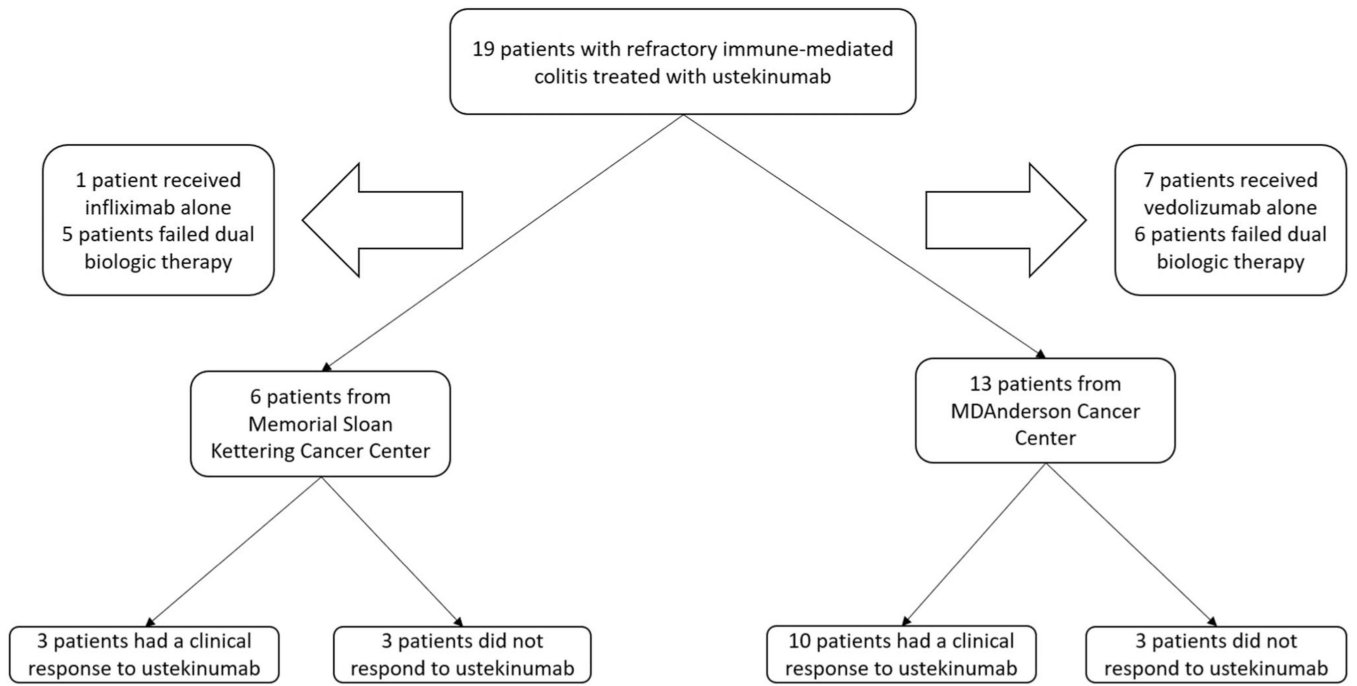 19 patients with refractory immune-mediated
colitis treated with ustekinumab
1 patient received
infliximab alone
5 patients failed dual
biologic therapy
7 patients received
vedolizumab alone
6 patients failed dual
biologic therapy
6 patients from
Memorial Sloan
Kettering Cancer Center
13 patients from
MDAnderson Cancer
Center
3 patients had a clinical
response to ustekinumab
3 patients did not
respond to ustekinumab
10 patients had a clinical
response to ustekinumab
3 patients did not
respond to ustekinumab